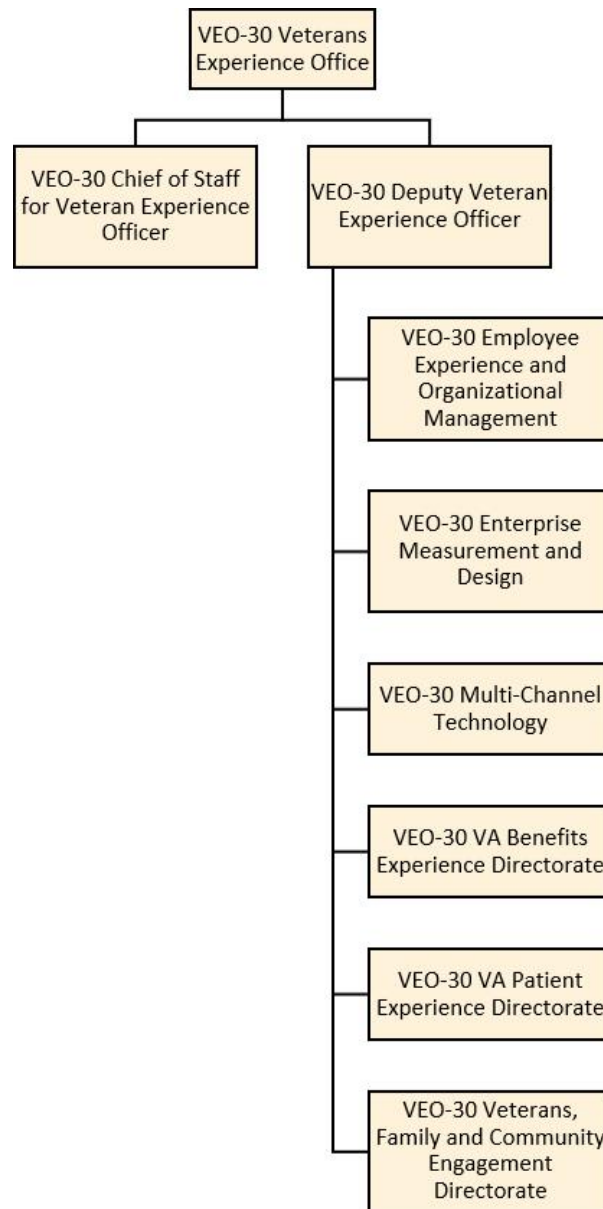 VEO-30 Veterans
Experience Office
VEO-30 Chief of Staff
for Veteran Experience
Officer
VEO-30 Deputy Veteran
Experience Officer
VEO-30 Employee
Experience and
Organizational
Management
VEO-30 Enterprise
Measurement and
Design
VEO-30 Multi-Channel
Technology
VEO-30 VA Benefits
Experience Directorate
VEO-30 VA Patient
Experience Directorate
VEO-30 Veterans,
Family and Community
Engagement
Directorate